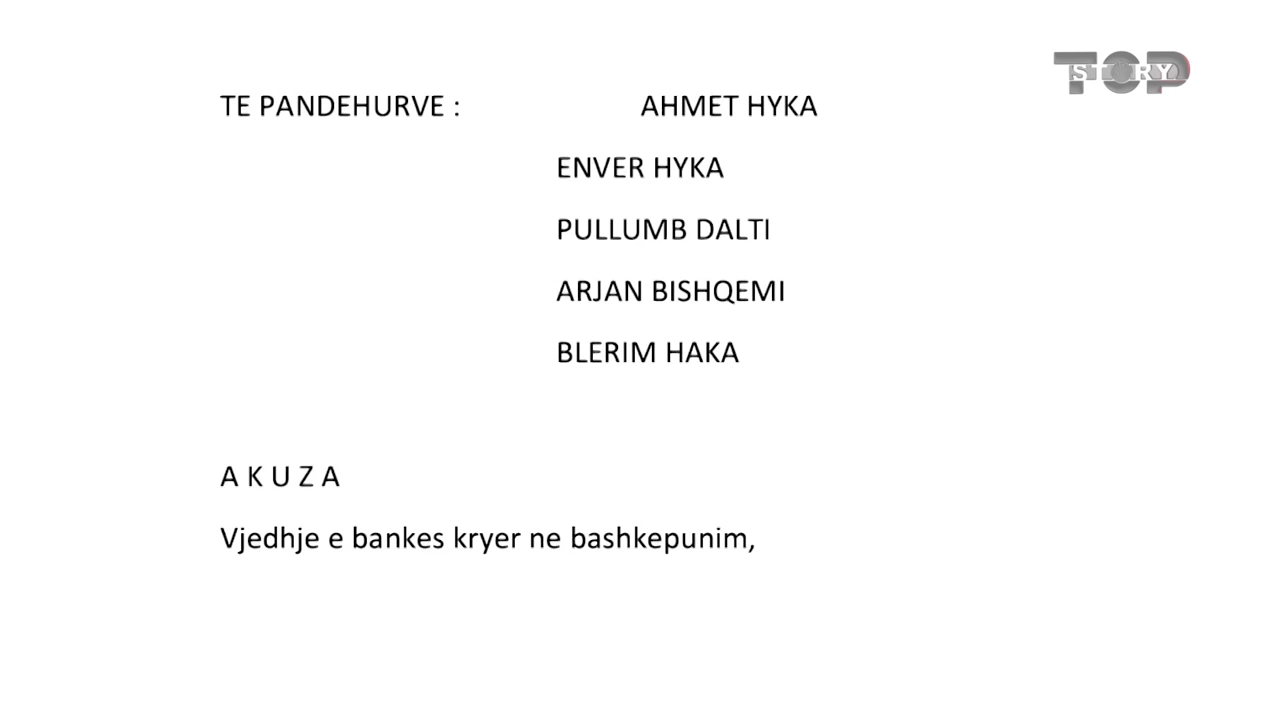 TOP STORY
TE PANDEHURVE : AHMET HYKA
ENVER HYKA
PULLUMB DALTI
ARJAN BISHQEMI
BLERIM HAKA
A K U Z A
Vjedhje e bankes kryer ne bashkepunim,